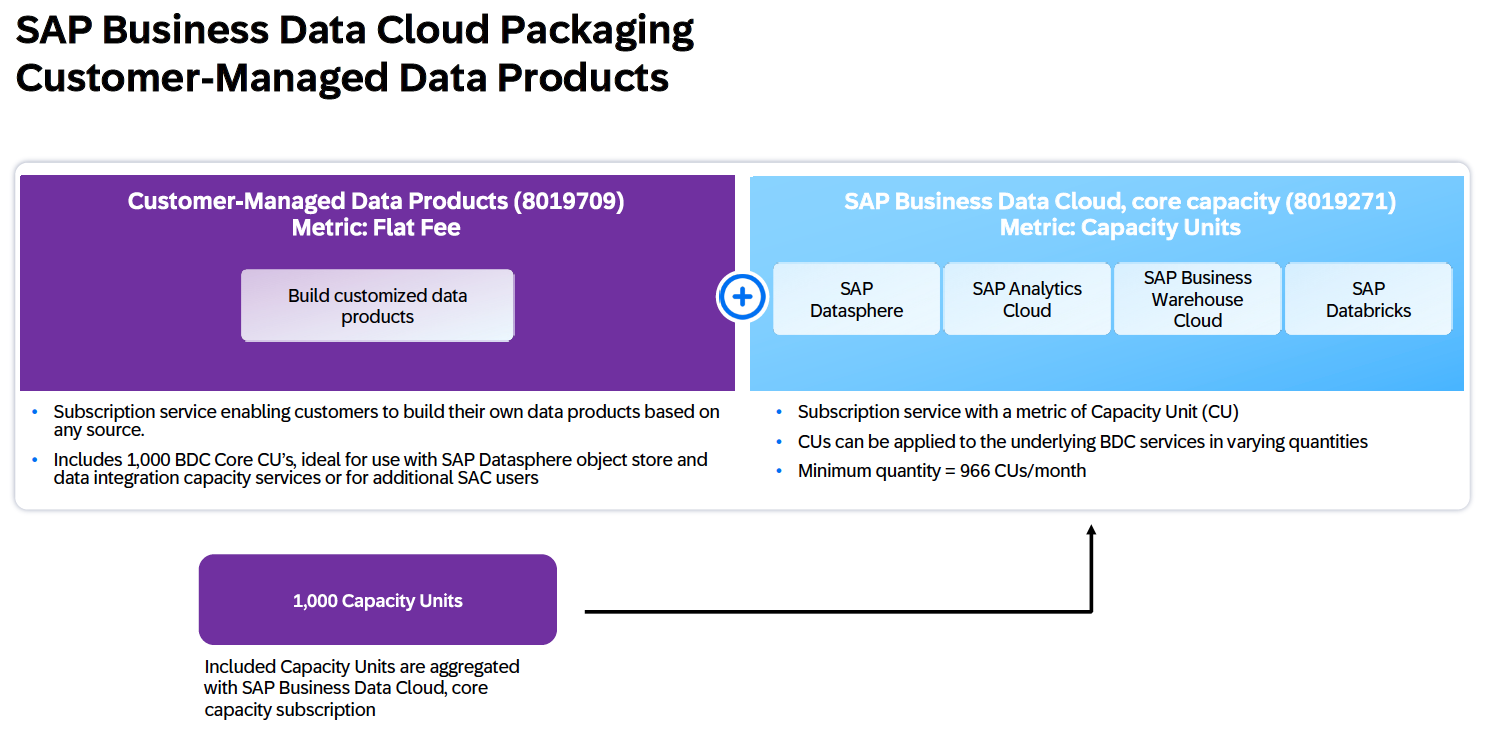 SAP Business Data Cloud Packaging
Customer-Managed Data Products
Customer-Managed Data Products (8019709)
Metric: Flat Fee
Build customized data
products
• Subscription service enabling customers to build their own data products based on
any source.
• Includes 1,000 BDC Core CU’s, ideal for use with SAP Datasphere object store and
data integration capacity services or for additional SAC users
SAP Business Data Cloud, core capacity (8019271)
Metric: Capacity Units
SAP
Datasphere
SAP Analytics
Cloud
SAP Business
Warehouse
Cloud
SAP
Databricks
• Subscription service with a metric of Capacity Unit (CU)
• CUs can be applied to the underlying BDC services in varying quantities
• Minimum quantity = 966 CUs/month
1,000 Capacity Units
Included Capacity Units are aggregated
with SAP Business Data Cloud, core
capacity subscription